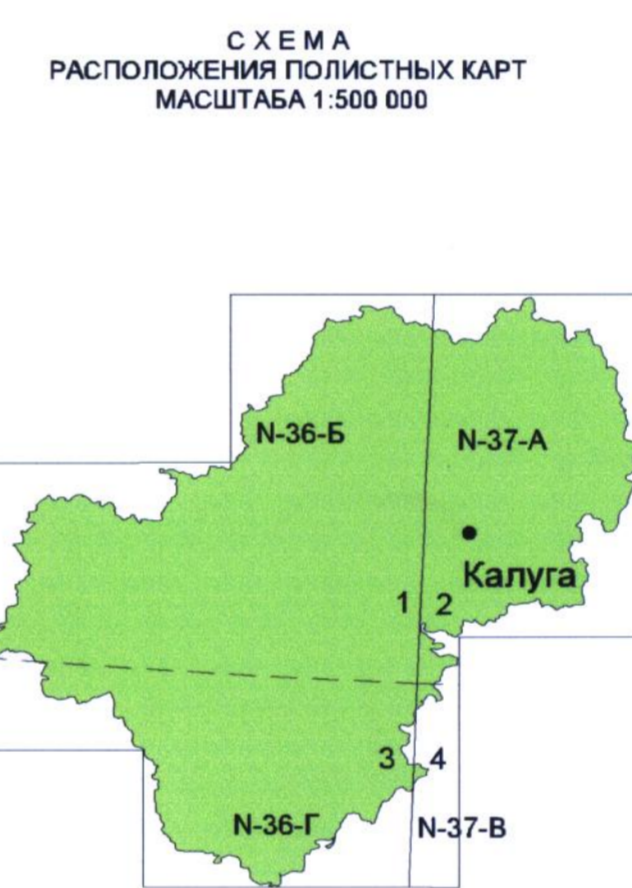 СХЕМА
РАСПОЛОЖЕНИЯ ПОЛИСТНЫХ КАРТ
МАСШТАБА 1:500 000
N-36-Б
N-37-А
Калуга
1
2
3
4
N-36-Г
N-37-В